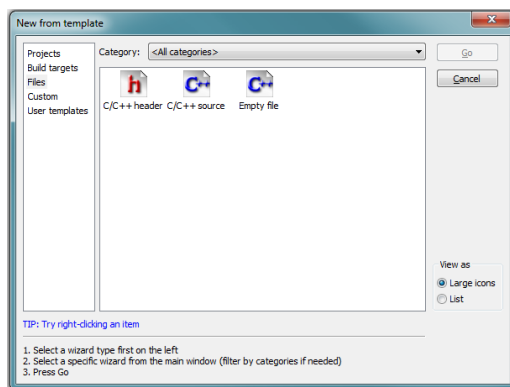 New from template
Projects
Build targets
Files
Custom
User templates
Category: <All categories>
C/C++ header C/C++ source Empty file
Go
Cancel
View as
Large icons
List
TIP: Try right-clicking an item
1. Select a wizard type first on the left
2. Select a specific wizard from the main window (filter by categories if needed)
3. Press Go